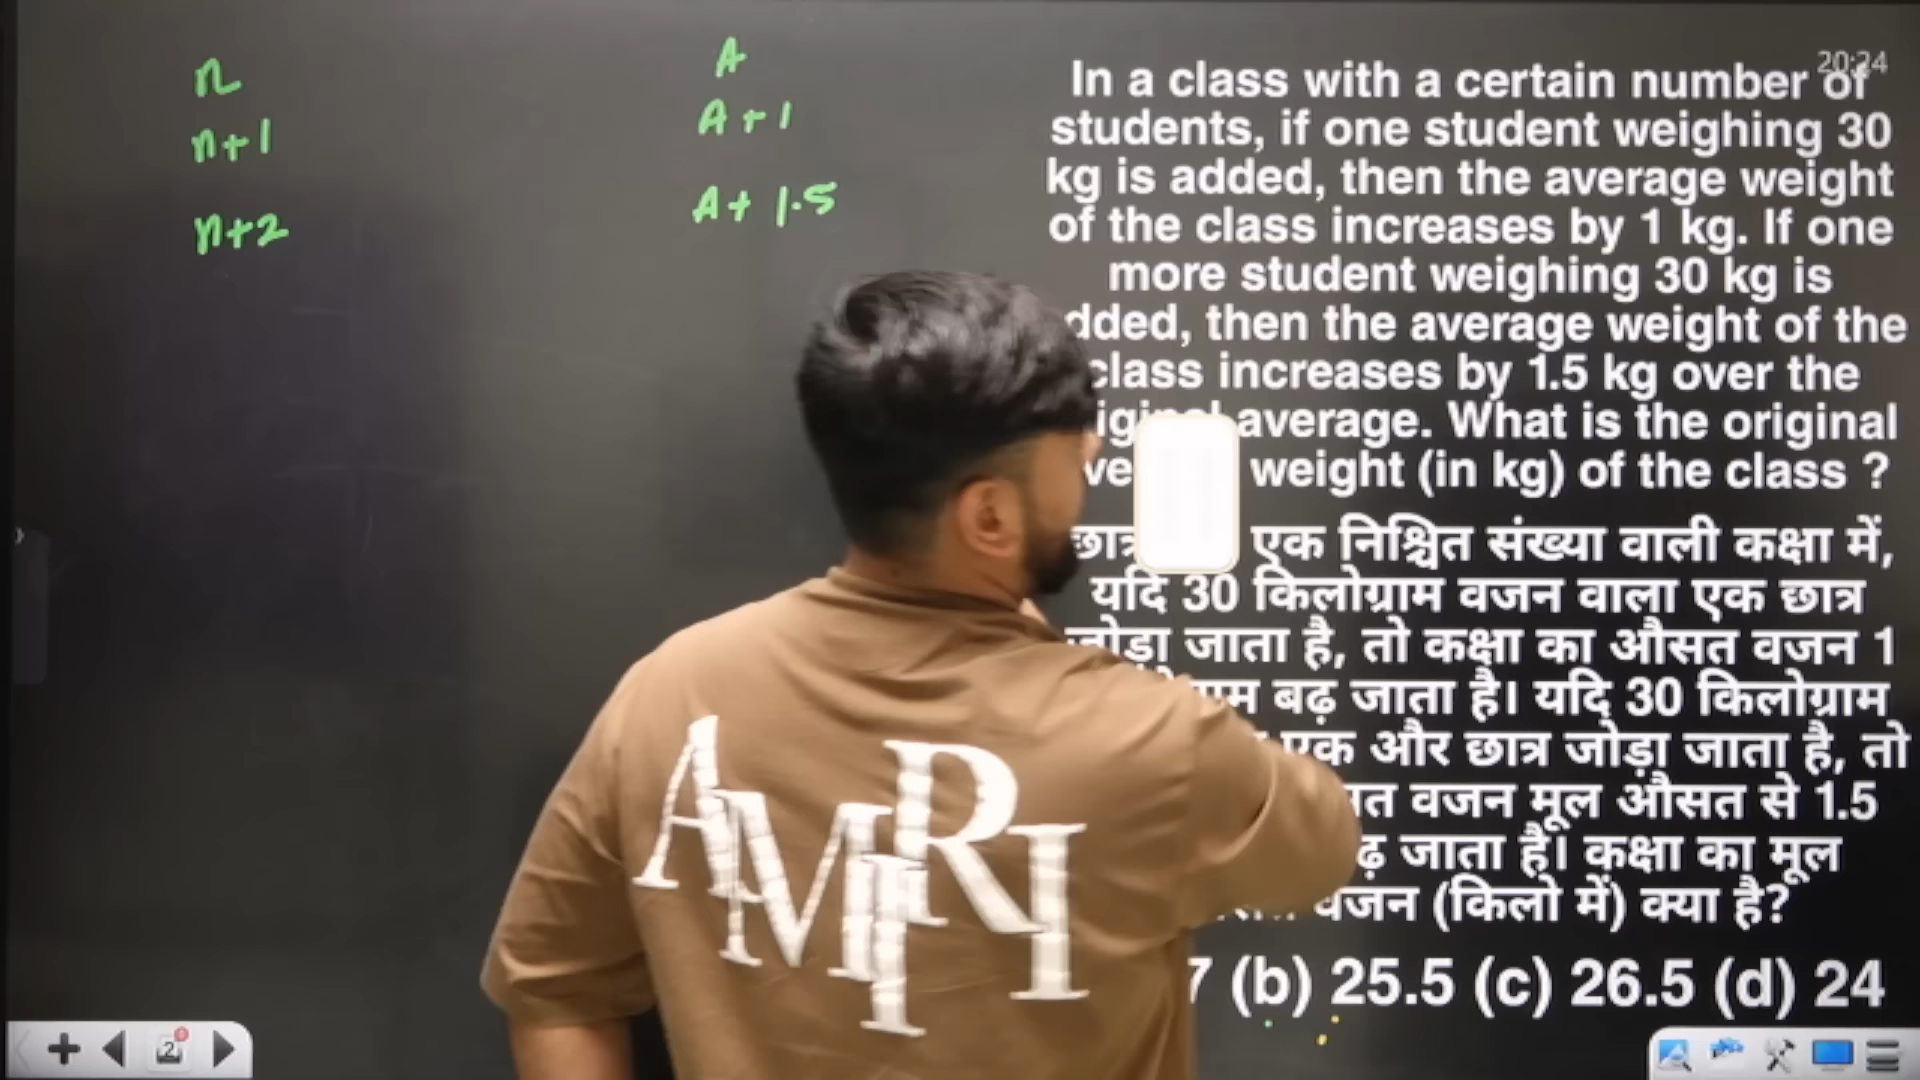 n A
n+1 A+1
n+2 A+1.5
20:24
In a class with a certain number of
students, if one student weighing 30
kg is added, then the average weight
of the class increases by 1 kg. If one
more student weighing 30 kg is
dded, then the average weight of the
class increases by 1.5 kg over the
average. What is the original
weight (in kg) of the class ?
एक निश्चित संख्या वाली कक्षा में,
यदि 30 किलोग्राम वजन वाला एक छात्र
जोड़ा जाता है, तो कक्षा का औसत वजन 1
बढ़ जाता है। यदि 30 किलोग्राम
एक और छात्र जोड़ा जाता है, तो
वजन मूल औसत से 1.5
जाता है। कक्षा का मूल
वजन (किलो में) क्या है?
7 (b) 25.5 (c) 26.5 (d) 24
AMIRI
2